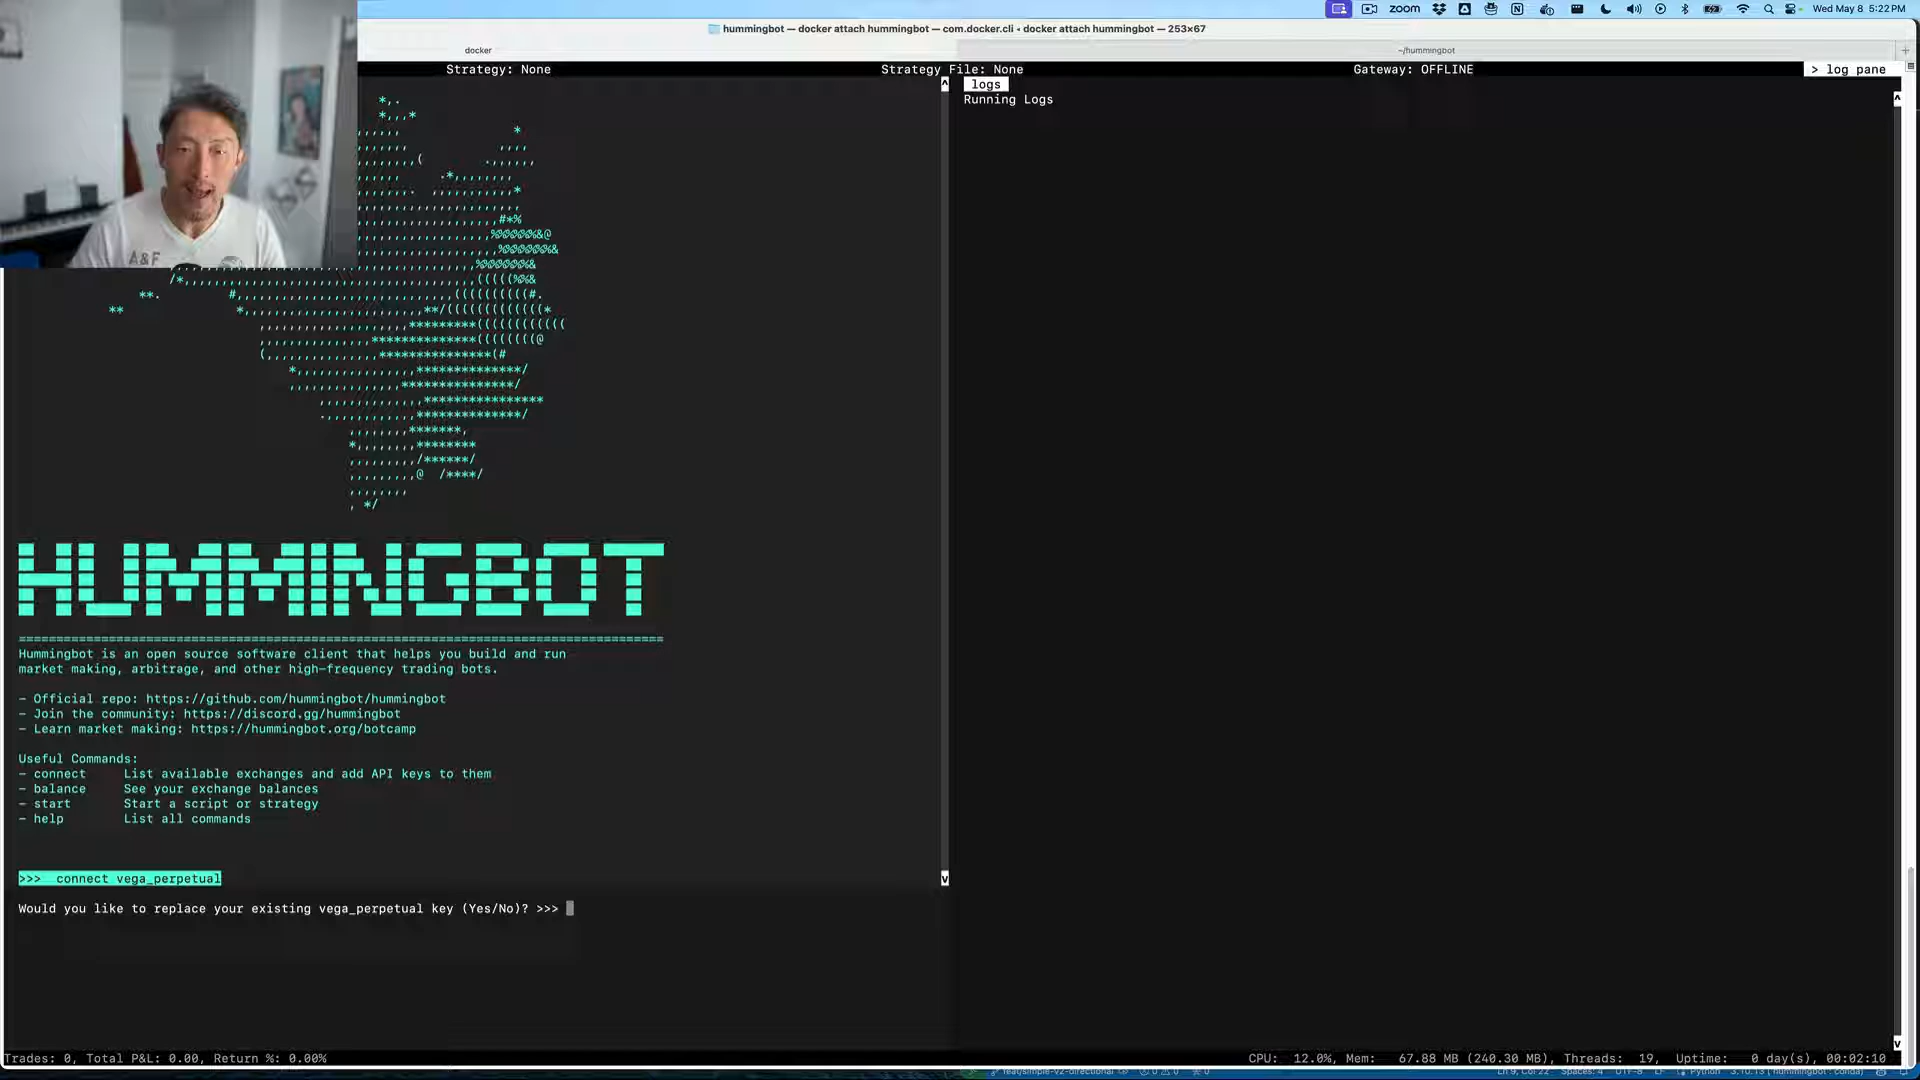 zoom
Wed May 8 5:22 PM
hummingbot — docker attach hummingbot — com.docker.cli ◂ docker attach hummingbot — 253×67
docker
~/hummingbot
Strategy: None
Strategy File: None
Gateway: OFFLINE
> log pane
logs
Running Logs
A&F
HUMMINGBOT
======================================================================================
Hummingbot is an open source software client that helps you build and run
market making, arbitrage, and other high-frequency trading bots.
- Official repo: https://github.com/hummingbot/hummingbot
- Join the community: https://discord.gg/hummingbot
- Learn market making: https://hummingbot.org/botcamp
Useful Commands:
- connect List available exchanges and add API keys to them
- balance See your exchange balances
- start Start a script or strategy
- help List all commands
>>> connect vega_perpetual
Would you like to replace your existing vega_perpetual key (Yes/No)? >>>
Trades: 0, Total P&L: 0.00, Return %: 0.00%
CPU: 12.0%, Mem: 67.88 MB (240.30 MB), Threads: 19, Uptime: 0 day(s), 00:02:10